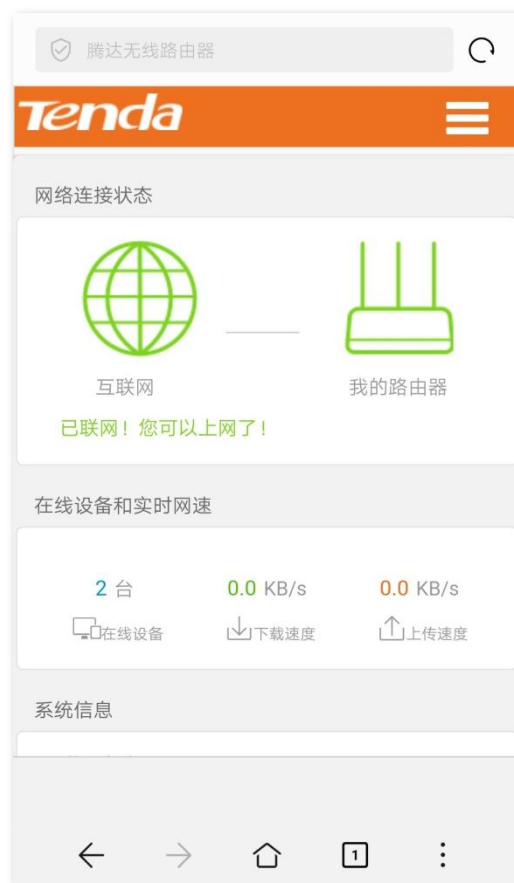 腾达无线路由器
Tenda
网络连接状态
互联网
我的路由器
已联网！您可以上网了！
在线设备和实时网速
2 台
0.0 KB/s
0.0 KB/s
在线设备
下载速度
上传速度
系统信息
1